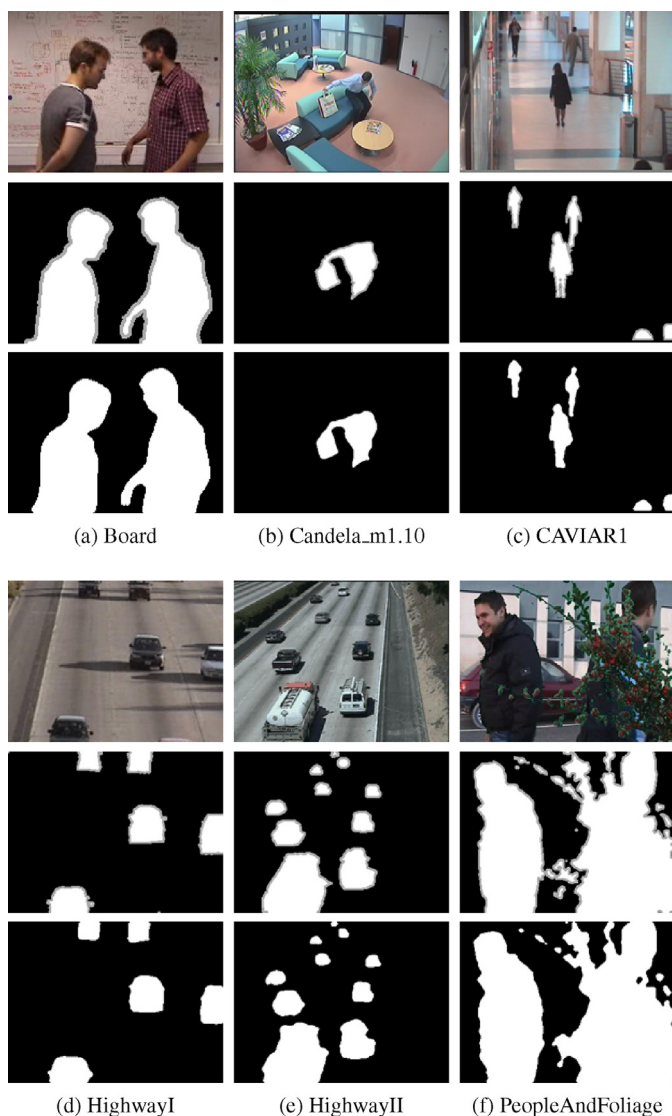 (a) Board
(b) Candela_m1.10
(c) CAVIAR1
(d) HighwayI
(e) HighwayII
(f) PeopleAndFoliage